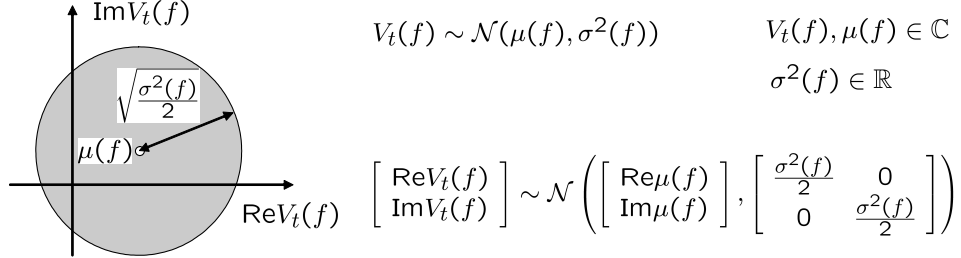 ImV_t(f)
√(σ²(f)/2)
μ(f)
ReV_t(f)
V_t(f) ∼ 𝒩(μ(f), σ²(f))
V_t(f), μ(f) ∈ ℂ
σ²(f) ∈ ℝ
[ ReV_t(f) ; ImV_t(f) ] ∼ 𝒩 ( [ Reμ(f) ; Imμ(f) ] , [ σ²(f)/2 0 ; 0 σ²(f)/2 ] )